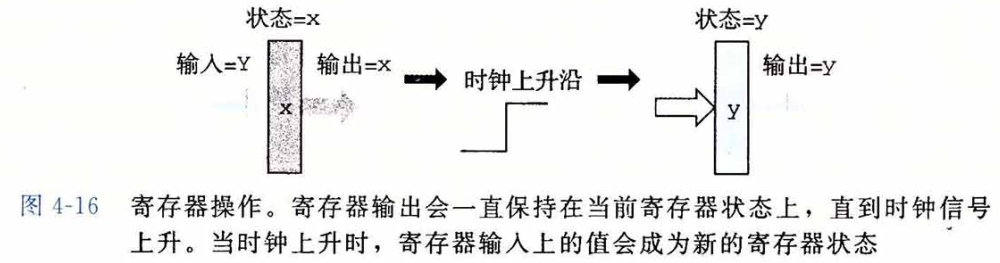 状态=x
状态=y
输入=Y
输出=x
时钟上升沿
输出=y
x
y
图 4-16 寄存器操作。寄存器输出会一直保持在当前寄存器状态上，直到时钟信号
上升。当时钟上升时，寄存器输入上的值会成为新的寄存器状态